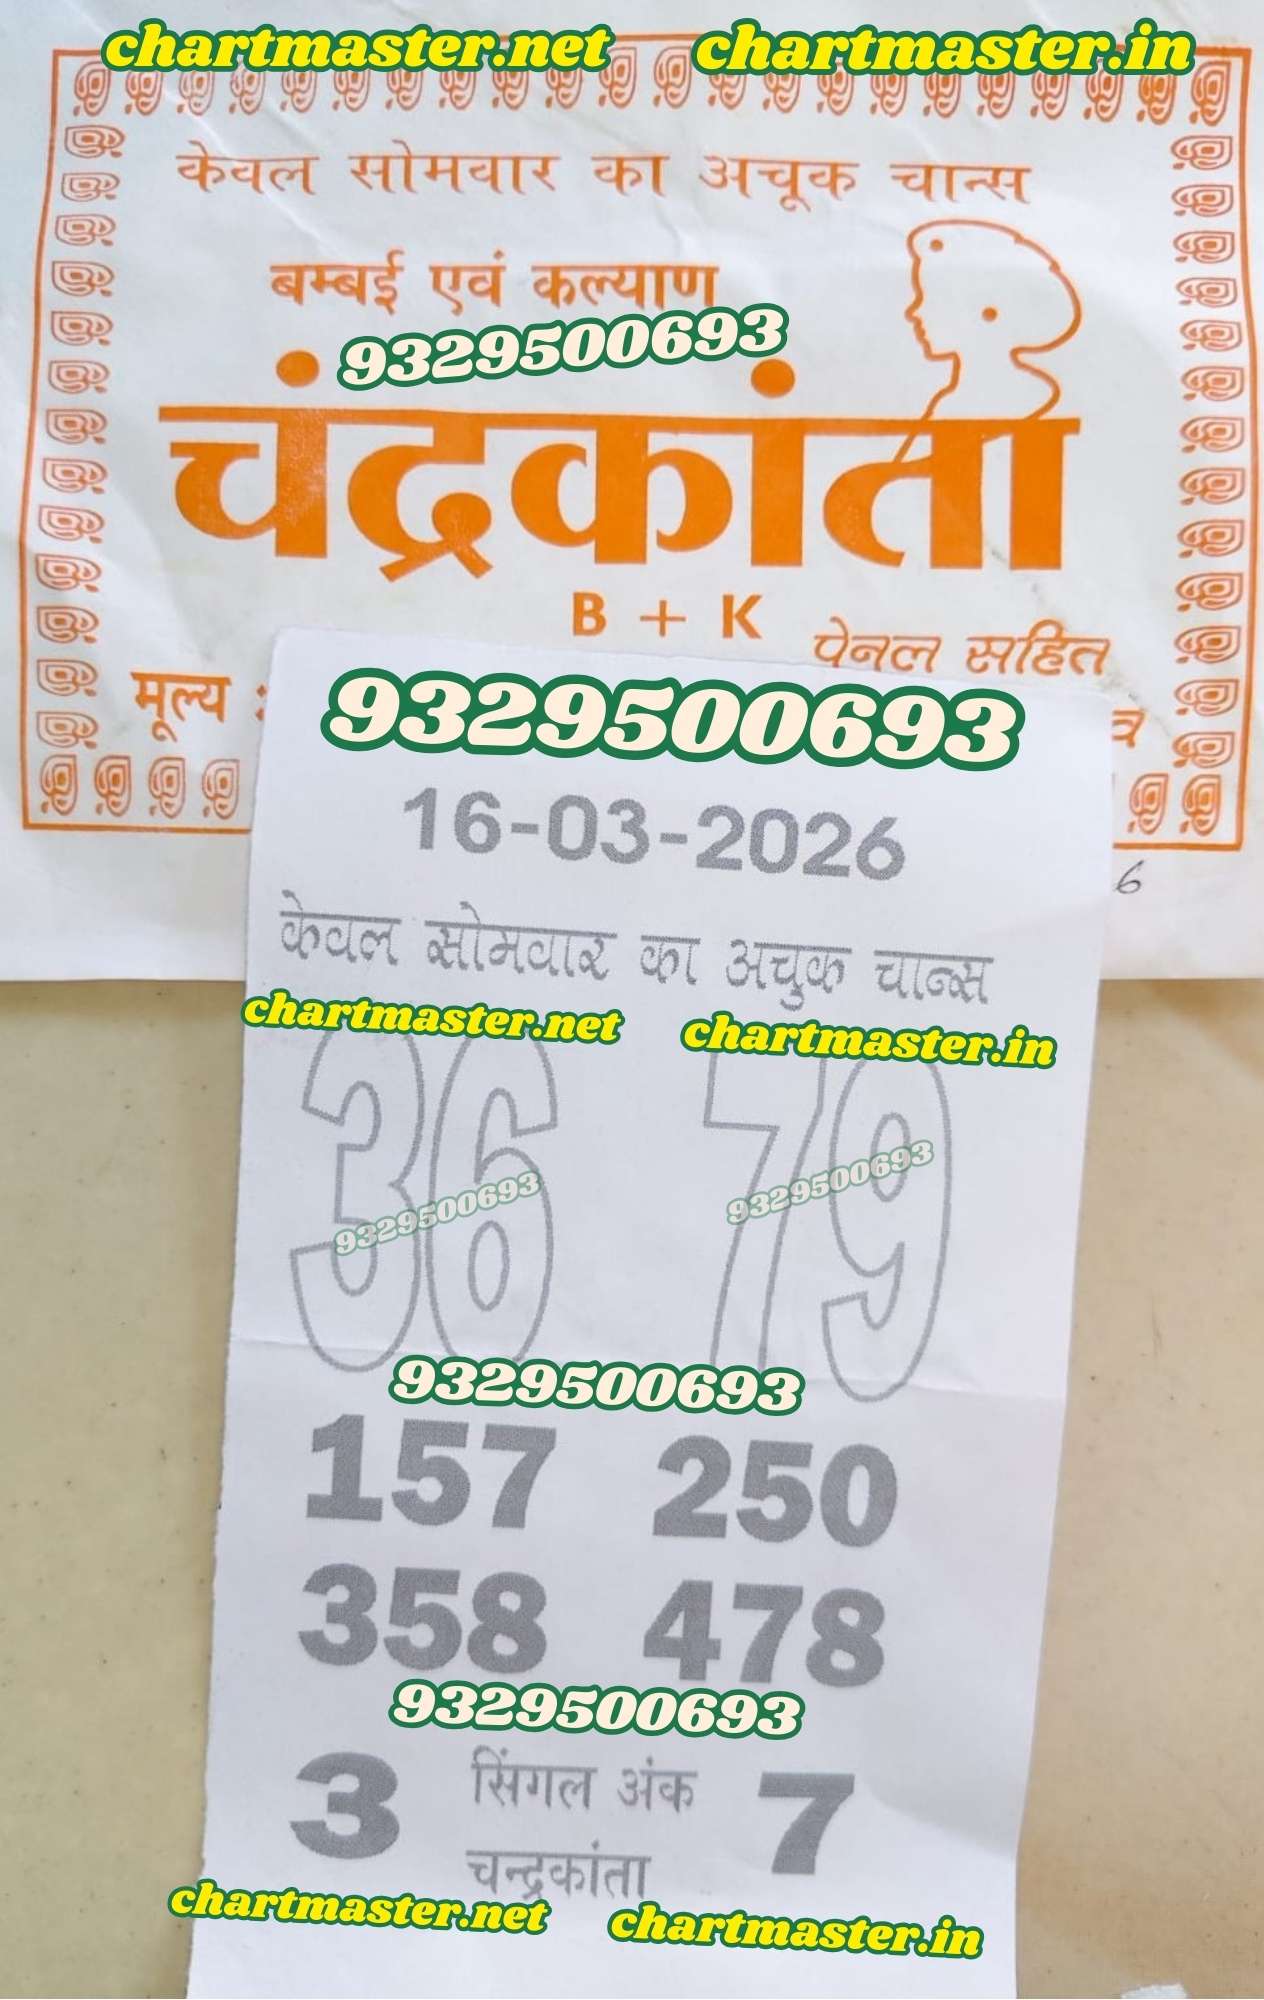 chartmaster.net chartmaster.in
केवल सोमवार का अचूक चान्स
बम्बई एवं कल्याण
9329500693
चंद्रकांता
B + K
पेनल सहित
मूल्य
9329500693
16-03-2026
6
केवल सोमवार का अचुक चान्स
chartmaster.net chartmaster.in
36 79
9329500693 9329500693
9329500693
157 250
358 478
9329500693
3 सिंगल अंक 7
चन्द्रकांता
chartmaster.net chartmaster.in